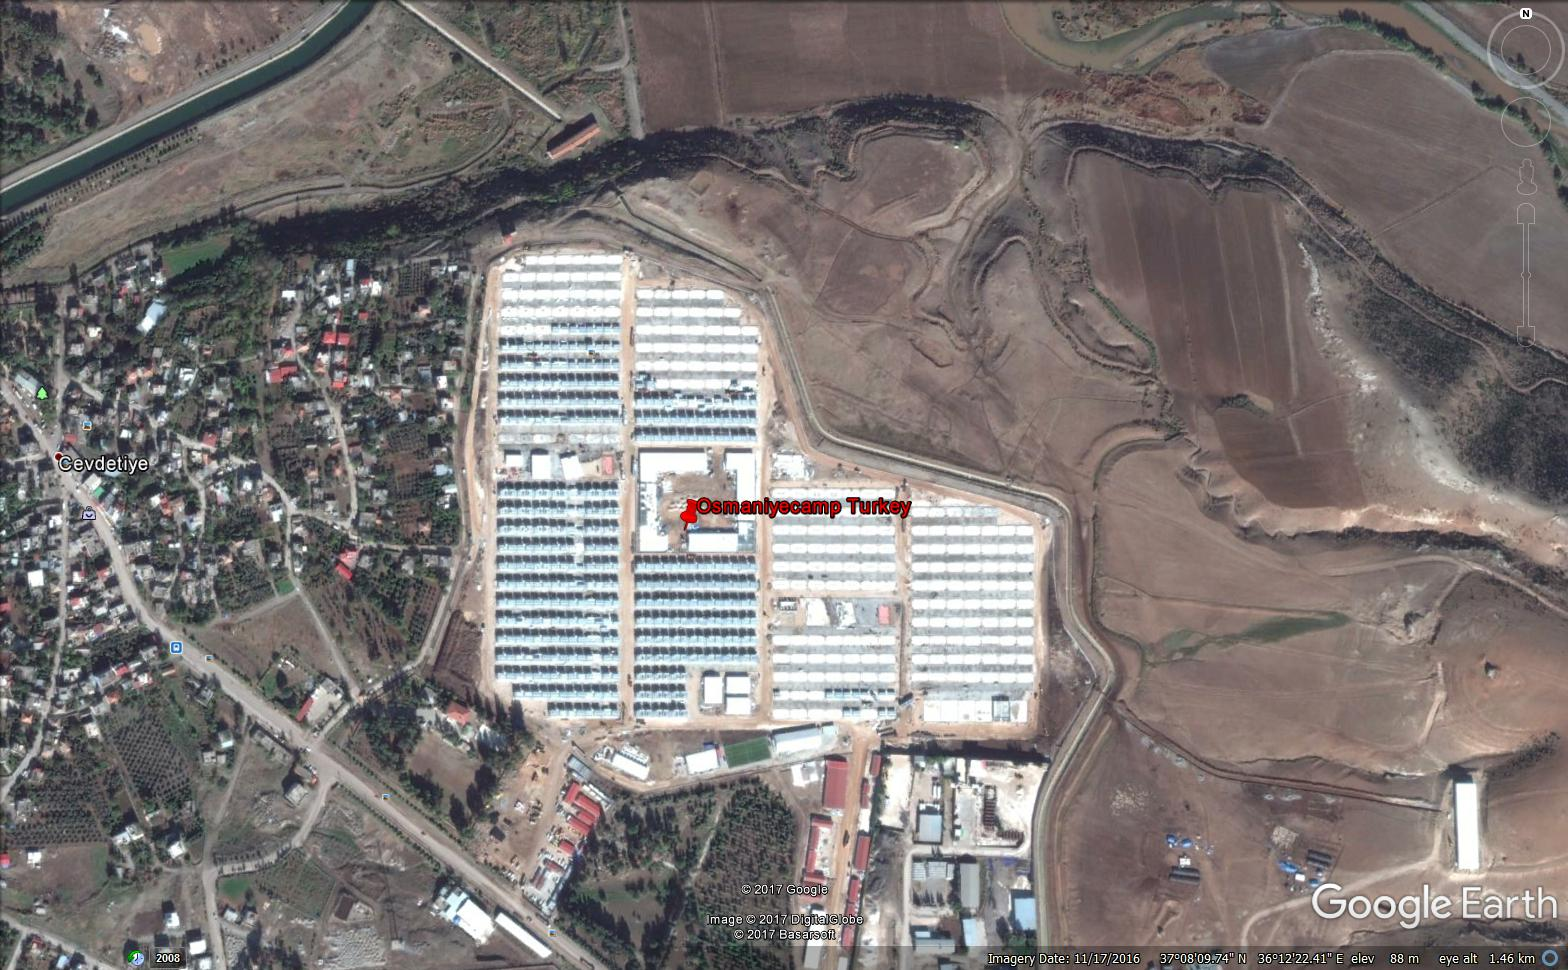 N
Cevdetiye
Osmaniyecamp Turkey
© 2017 Google
Image © 2017 DigitalGlobe
© 2017 Basarsoft
Google Earth
2008
Imagery Date: 11/17/2016 37°08'09.74" N 36°12'22.41" E elev 88 m eye alt 1.46 km